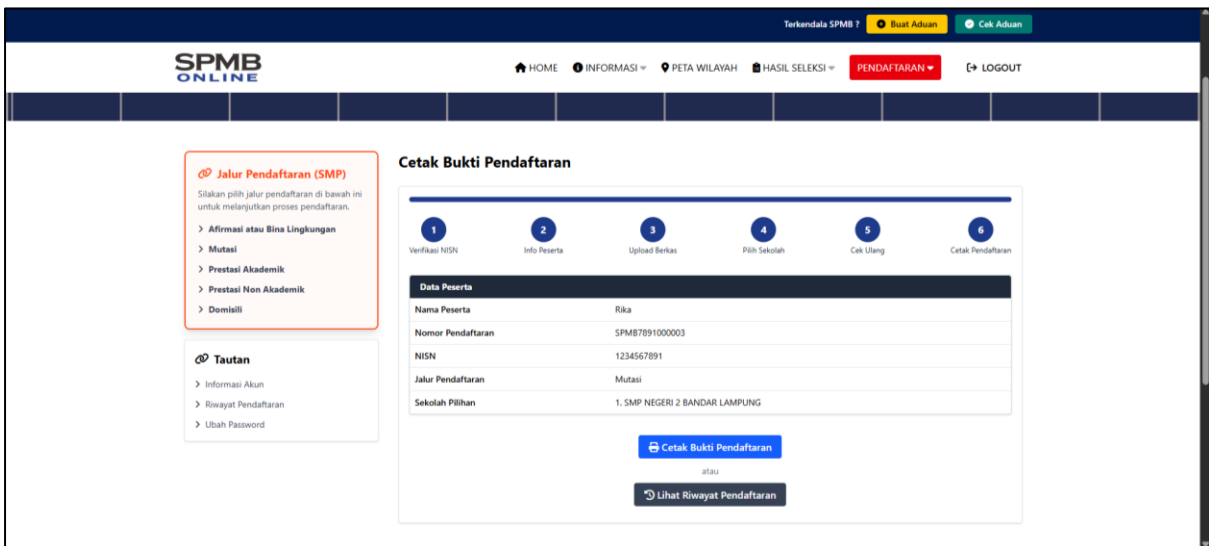 Terkendala SPMB ? Buat Aduan Cek Aduan
SPMB
ONLINE
HOME INFORMASI PETA WILAYAH HASIL SELEKSI PENDAFTARAN LOGOUT
Jalur Pendaftaran (SMP)
Silakan pilih jalur pendaftaran di bawah ini
untuk melanjutkan proses pendaftaran.
Afirmasi atau Bina Lingkungan
Mutasi
Prestasi Akademik
Prestasi Non Akademik
Domisili
Tautan
Informasi Akun
Riwayat Pendaftaran
Ubah Password
Cetak Bukti Pendaftaran
1 2 3 4 5 6
Verifikasi NISN Info Peserta Upload Berkas Pilih Sekolah Cek Ulang Cetak Pendaftaran
Data Peserta
Nama Peserta Rika
Nomor Pendaftaran SPMB7891000003
NISN 1234567891
Jalur Pendaftaran Mutasi
Sekolah Pilihan 1. SMP NEGERI 2 BANDAR LAMPUNG
Cetak Bukti Pendaftaran
atau
Lihat Riwayat Pendaftaran